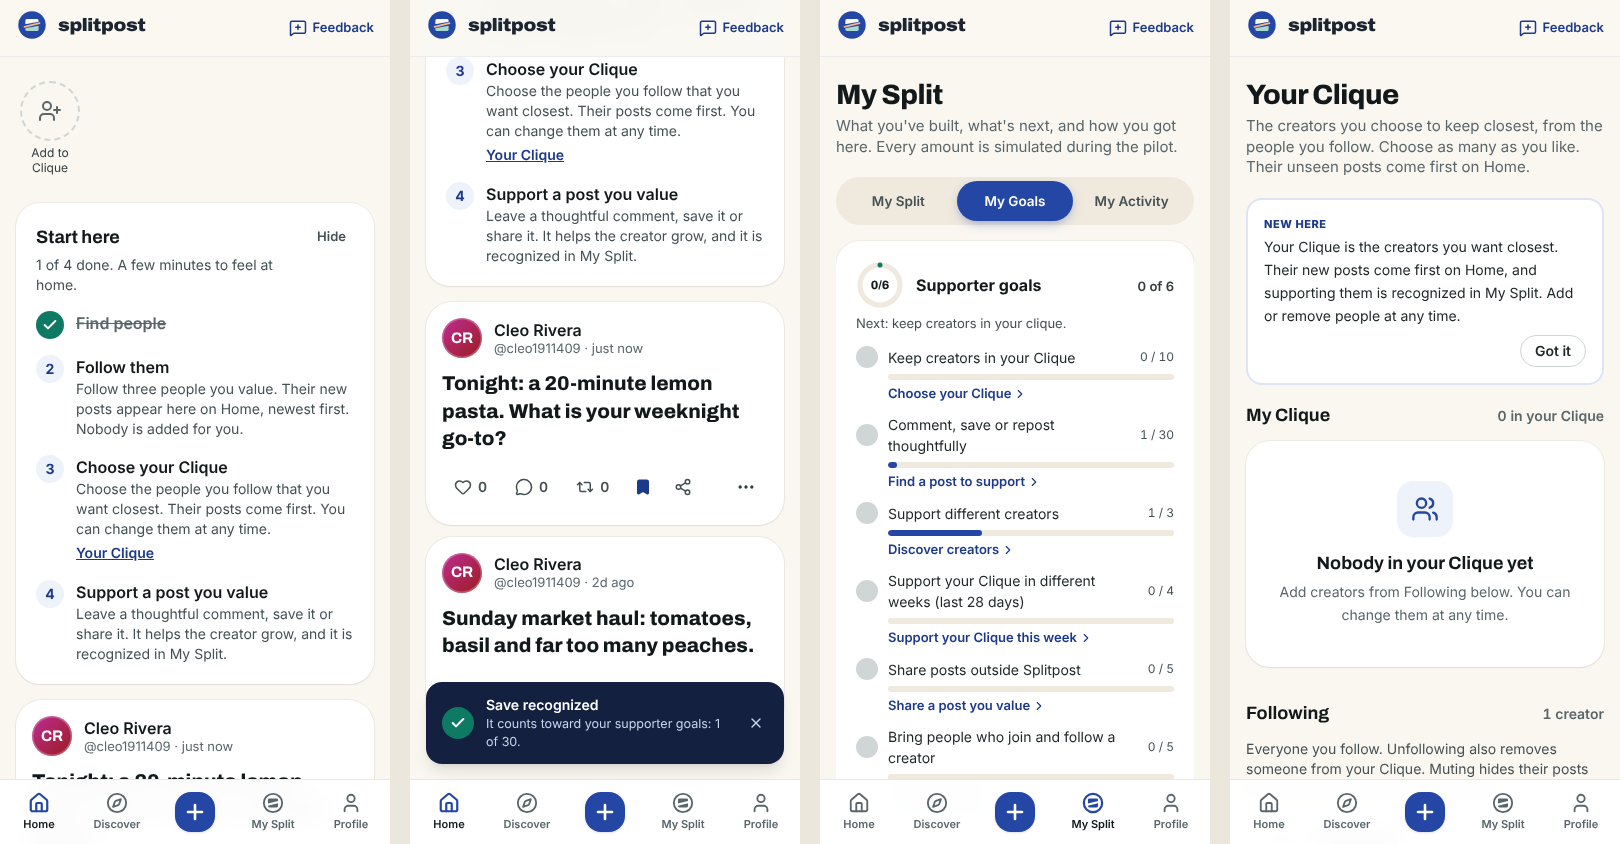 splitpost
Feedback
Add to
Clique
Start here
Hide
1 of 4 done. A few minutes to feel at
home.
Find people
2
Follow them
Follow three people you value. Their new
posts appear here on Home, newest first.
Nobody is added for you.
3
Choose your Clique
Choose the people you follow that you
want closest. Their posts come first. You
can change them at any time.
Your Clique
4
Support a post you value
Leave a thoughtful comment, save it or
share it. It helps the creator grow, and it is
recognized in My Split.
CR
Cleo Rivera
@cleo1911409 · just now
Tonight: a 20-minute lemon
Home
Discover
My Split
Profile
splitpost
Feedback
3
Choose your Clique
Choose the people you follow that you
want closest. Their posts come first. You
can change them at any time.
Your Clique
4
Support a post you value
Leave a thoughtful comment, save it or
share it. It helps the creator grow, and it is
recognized in My Split.
CR
Cleo Rivera
@cleo1911409 · just now
Tonight: a 20-minute lemon
pasta. What is your weeknight
go-to?
0
0
0
CR
Cleo Rivera
@cleo1911409 · 2d ago
Sunday market haul: tomatoes,
basil and far too many peaches.
Save recognized
It counts toward your supporter goals: 1
of 30.
Home
Discover
My Split
Profile
splitpost
Feedback
My Split
What you've built, what's next, and how you got
here. Every amount is simulated during the pilot.
My Split
My Goals
My Activity
0/6
Supporter goals
0 of 6
Next: keep creators in your clique.
Keep creators in your Clique
0 / 10
Choose your Clique
Comment, save or repost
thoughtfully
1 / 30
Find a post to support
Support different creators
1 / 3
Discover creators
Support your Clique in different
weeks (last 28 days)
0 / 4
Support your Clique this week
Share posts outside Splitpost
0 / 5
Share a post you value
Bring people who join and follow a
creator
0 / 5
Home
Discover
My Split
Profile
splitpost
Feedback
Your Clique
The creators you choose to keep closest, from the
people you follow. Choose as many as you like.
Their unseen posts come first on Home.
NEW HERE
Your Clique is the creators you want closest.
Their new posts come first on Home, and
supporting them is recognized in My Split. Add
or remove people at any time.
Got it
My Clique
0 in your Clique
Nobody in your Clique yet
Add creators from Following below. You can
change them at any time.
Following
1 creator
Everyone you follow. Unfollowing also removes
someone from your Clique. Muting hides their posts
Home
Discover
My Split
Profile